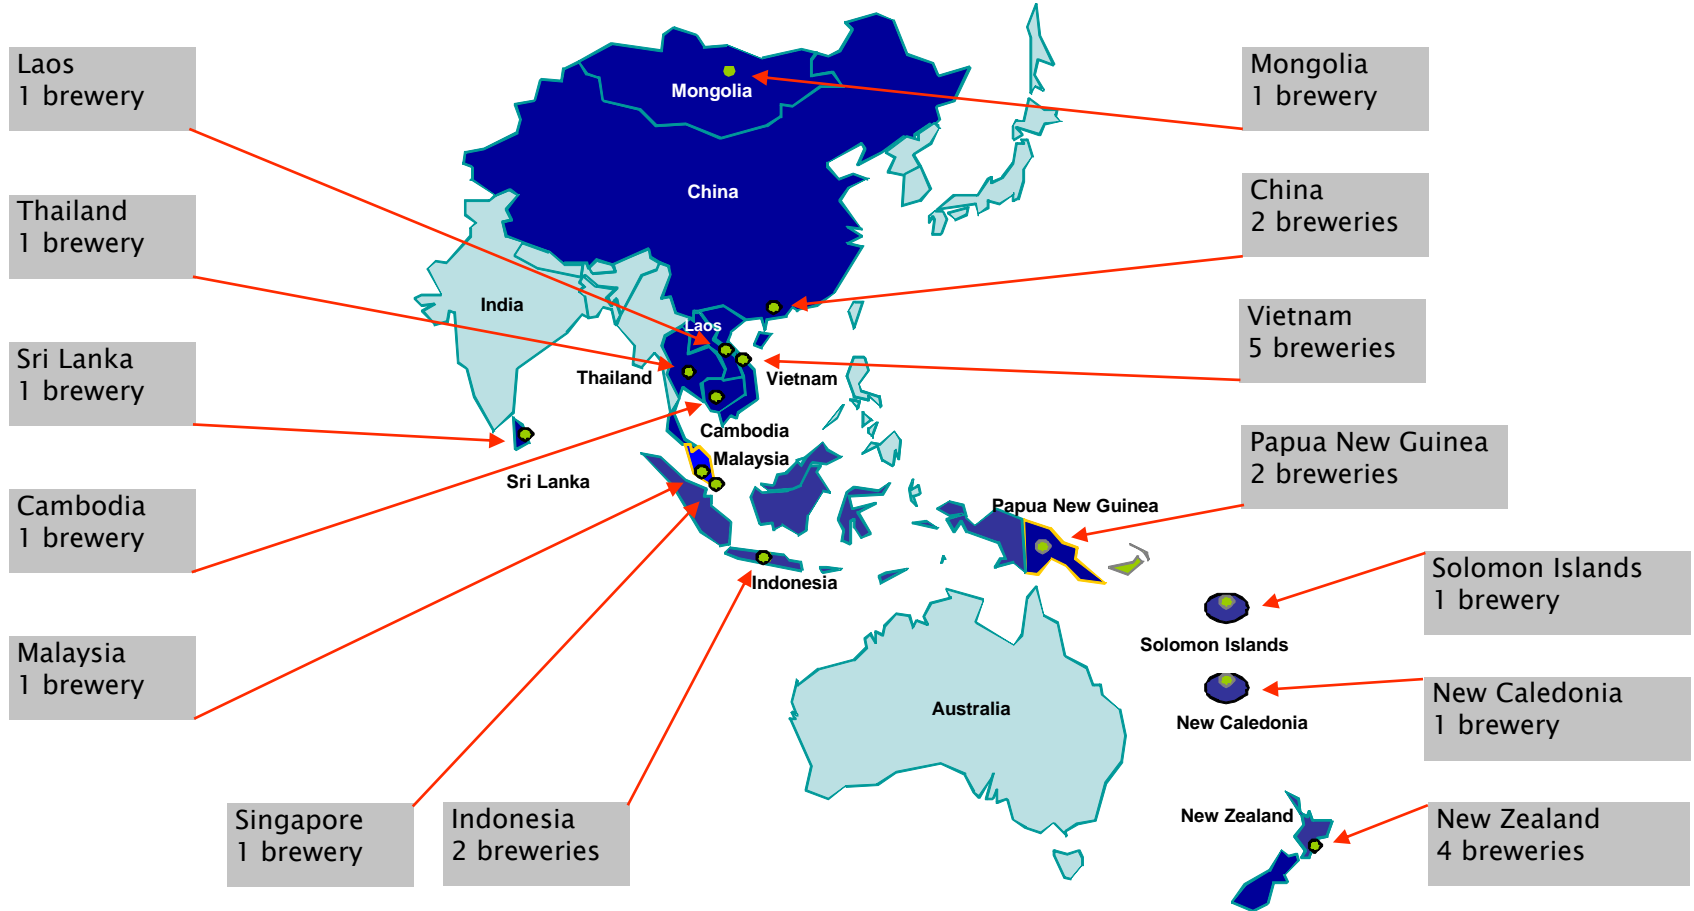 Laos
1 brewery
Thailand
1 brewery
Sri Lanka
1 brewery
Cambodia
1 brewery
Malaysia
1 brewery
Singapore
1 brewery
Indonesia
2 breweries
Mongolia
1 brewery
China
2 breweries
Vietnam
5 breweries
Papua New Guinea
2 breweries
Solomon Islands
1 brewery
New Caledonia
1 brewery
New Zealand
4 breweries
Mongolia
China
India
Laos
Thailand
Vietnam
Cambodia
Malaysia
Sri Lanka
Papua New Guinea
Indonesia
Solomon Islands
Australia
New Caledonia
New Zealand